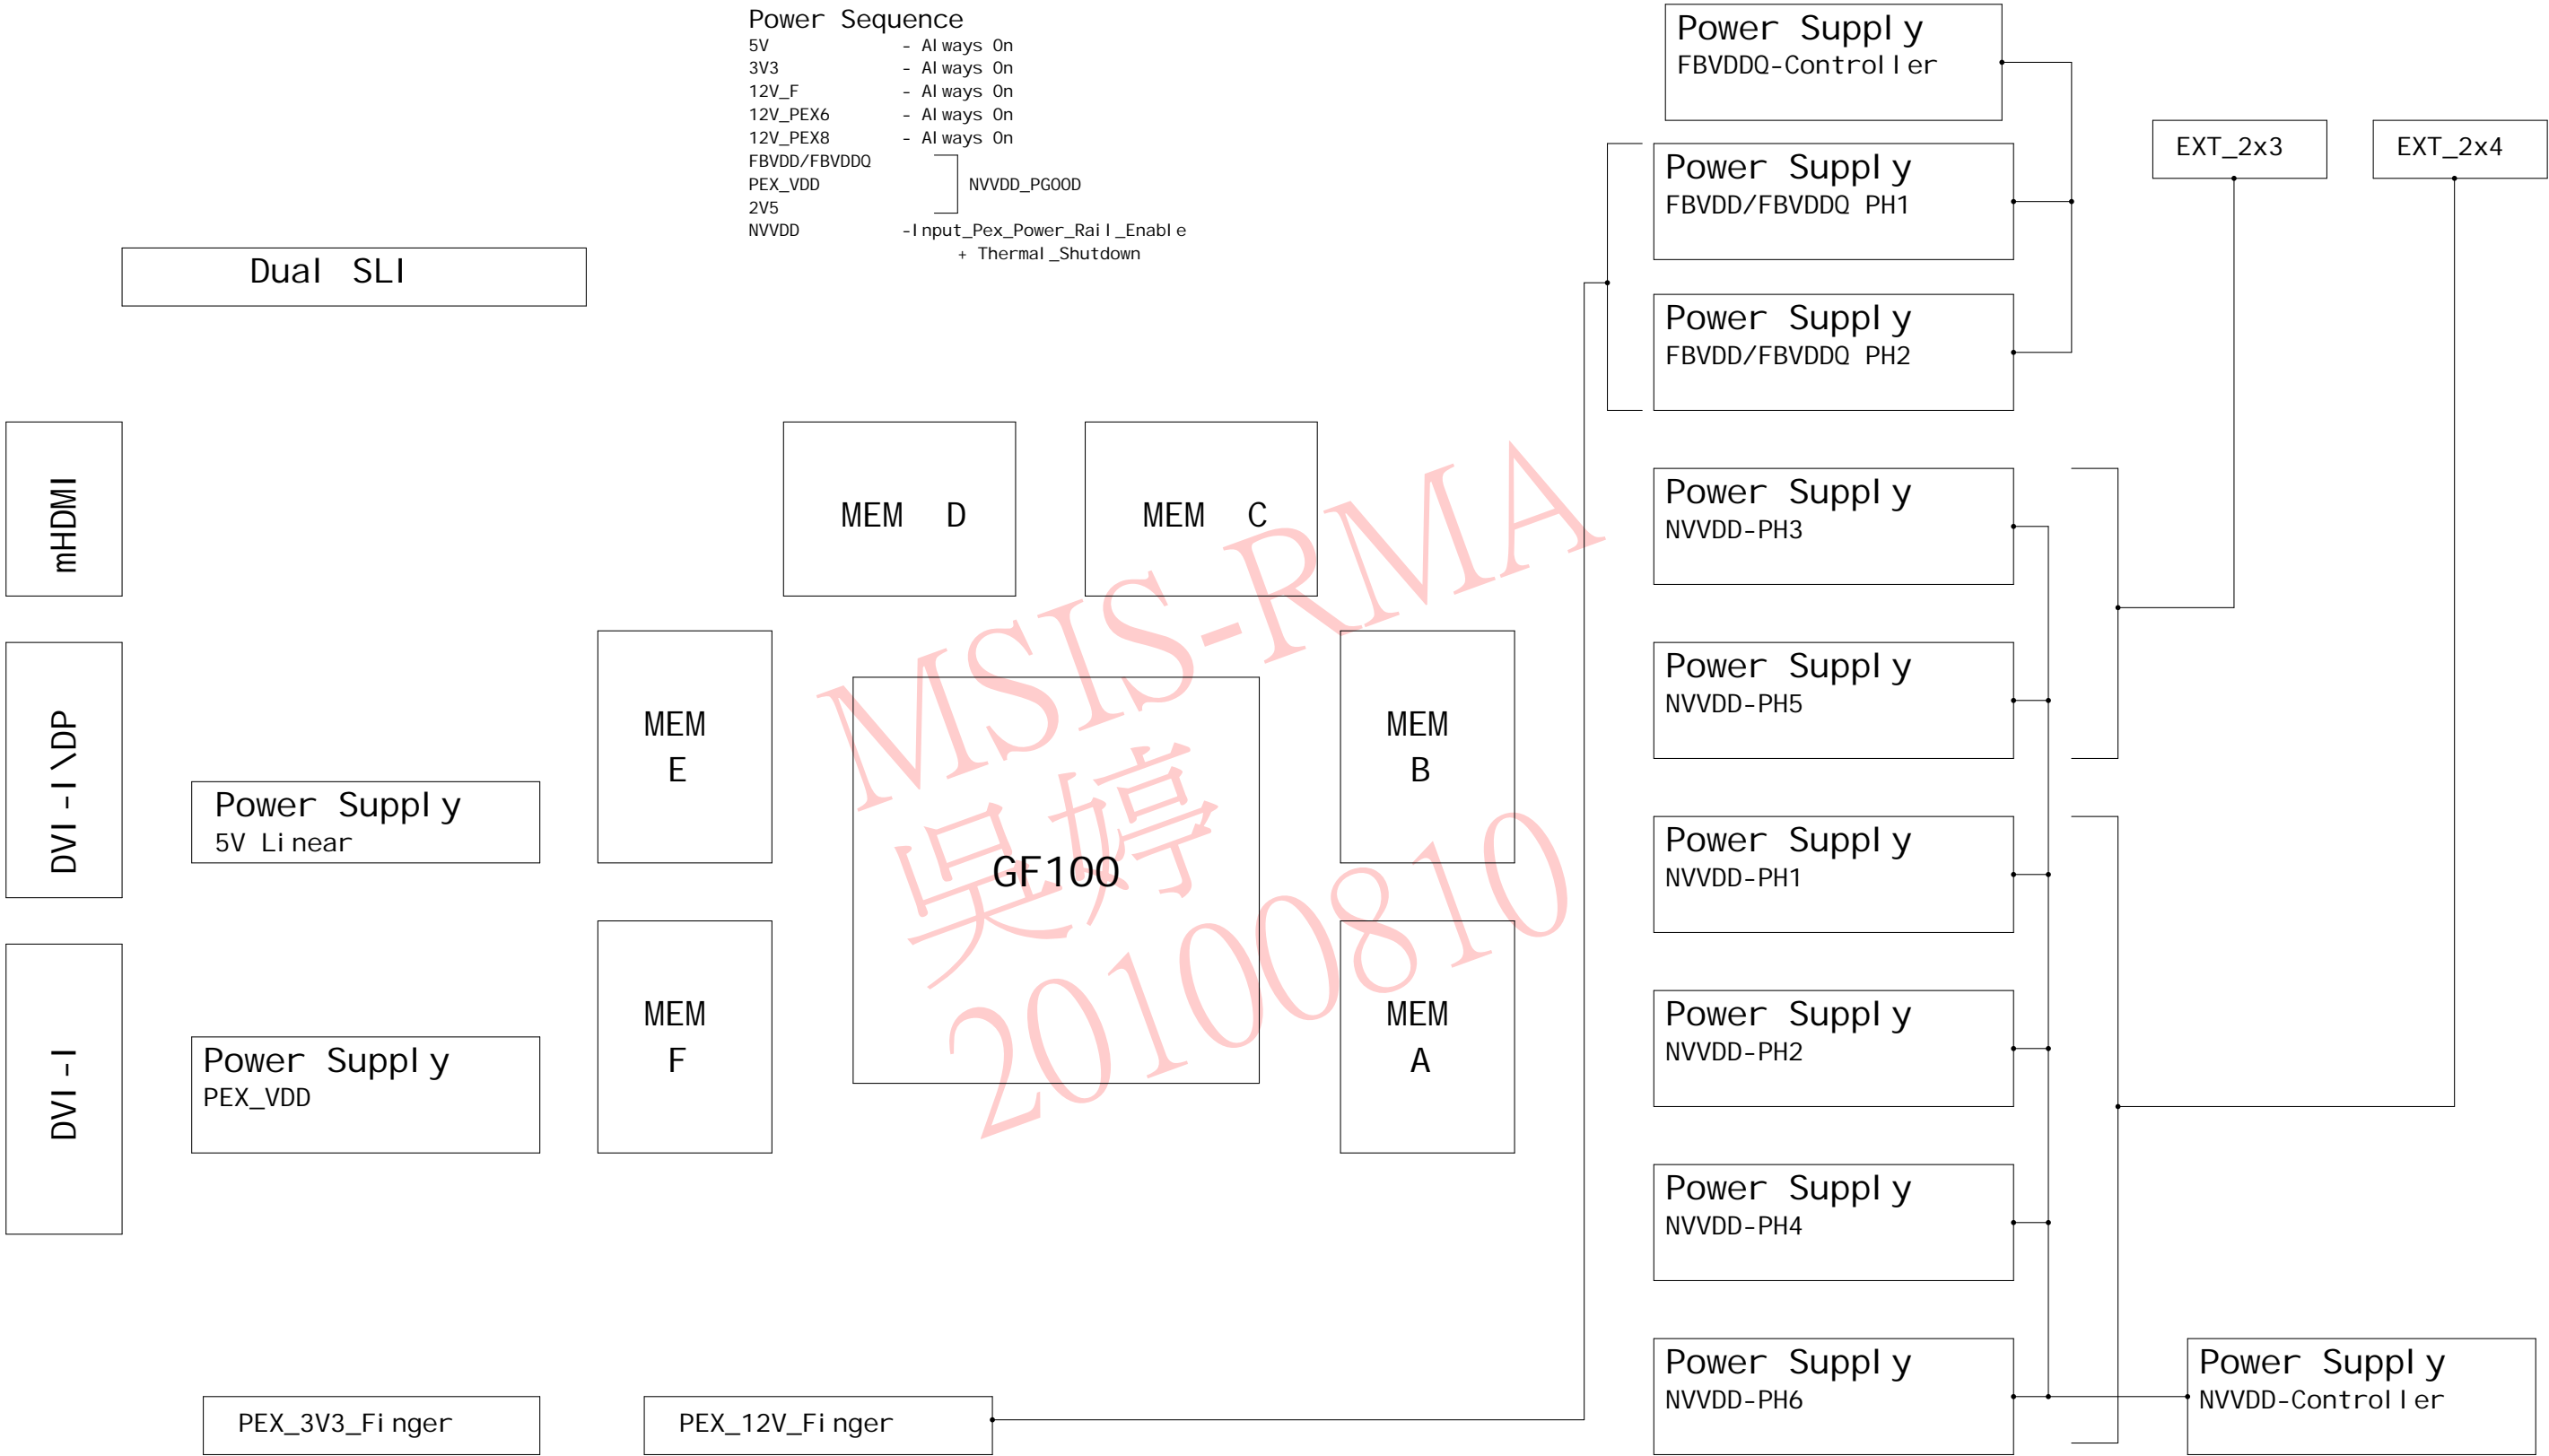 Power Sequence
5V - Always On
3V3 - Always On
12V_F - Always On
12V_PEX6 - Always On
12V_PEX8 - Always On
FBVDD/FBVDDQ
PEX_VDD NVVDD_PGOOD
2V5
NVVDD -Input_Pex_Power_Rail_Enable
+ Thermal_Shutdown
Dual SLI
mHDMI
DVI-I\DP
DVI-I
Power Supply
5V Linear
Power Supply
PEX_VDD
PEX_3V3_Finger
PEX_12V_Finger
MEM D
MEM C
MEM
E
MEM
F
GF100
MEM
B
MEM
A
MSIS-RMA
吳婷
20100810
Power Supply
FBVDDQ-Controller
Power Supply
FBVDD/FBVDDQ PH1
Power Supply
FBVDD/FBVDDQ PH2
Power Supply
NVVDD-PH3
Power Supply
NVVDD-PH5
Power Supply
NVVDD-PH1
Power Supply
NVVDD-PH2
Power Supply
NVVDD-PH4
Power Supply
NVVDD-PH6
EXT_2x3
EXT_2x4
Power Supply
NVVDD-Controller